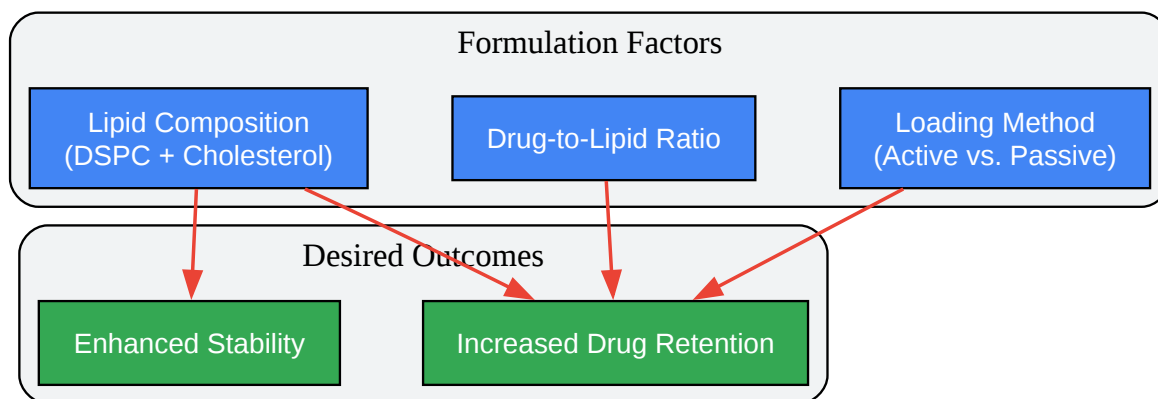 Formulation Factors
Lipid Composition
(DSPC + Cholesterol)
Drug-to-Lipid Ratio
Loading Method
(Active vs. Passive)
Desired Outcomes
Enhanced Stability
Increased Drug Retention